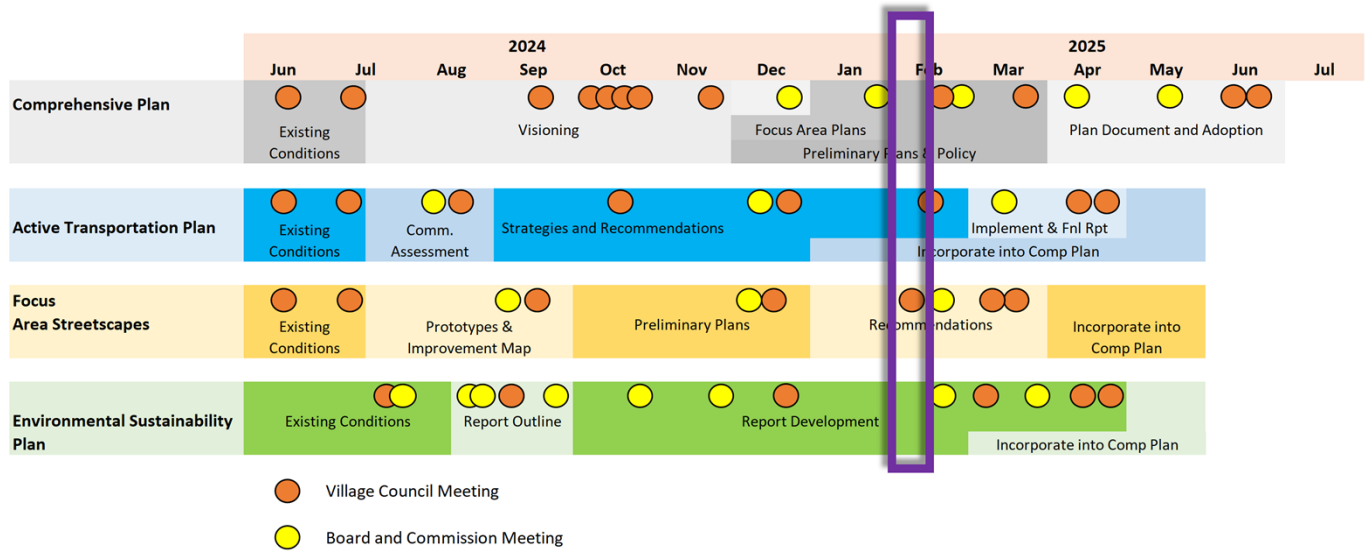 2024 2025
Jun Jul Aug Sep Oct Nov Dec Jan Feb Mar Apr May Jun Jul
Comprehensive Plan
Existing
Conditions
Visioning
Focus Area Plans
Preliminary Plans & Policy
Plan Document and Adoption
Active Transportation Plan
Existing
Conditions
Comm.
Assessment
Strategies and Recommendations
Implement & Fnl Rpt
Incorporate into Comp Plan
Focus
Area Streetscapes
Existing
Conditions
Prototypes &
Improvement Map
Preliminary Plans
Recommendations
Incorporate into
Comp Plan
Environmental Sustainability
Plan
Existing Conditions
Report Outline
Report Development
Incorporate into Comp Plan
Village Council Meeting
Board and Commission Meeting